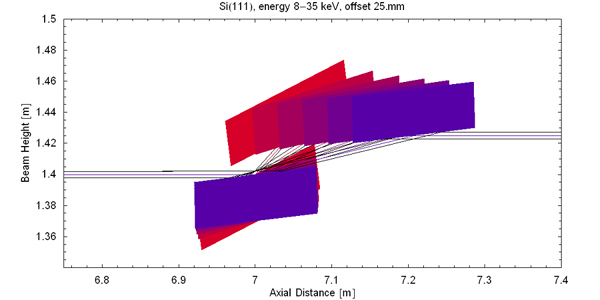 Si(111), energy 8–35 keV, offset 25.mm
1.5
1.48
1.46
1.44
1.42
1.4
1.38
1.36
Beam Height [m]
6.8 6.9 7 7.1 7.2 7.3 7.4
Axial Distance [m]